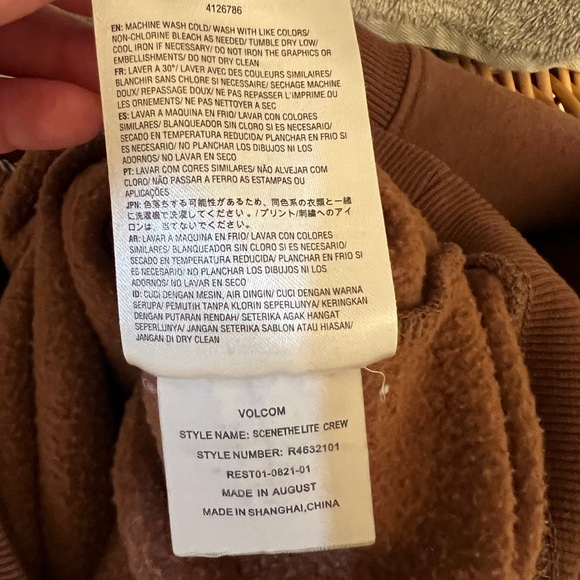 4126786
EN: MACHINE WASH COLD/ WASH WITH LIKE COLORS/
NON-CHLORINE BLEACH AS NEEDED/ TUMBLE DRY LOW/
COOL IRON IF NECESSARY/ DO NOT IRON THE GRAPHICS OR
EMBELLISHMENTS/ DO NOT DRY CLEAN
FR: LAVER A 30°/ LAVER AVEC DES COULEURS SIMILAIRES/
BLANCHIR SANS CHLORE SI NECESSAIRE/ SECHAGE MACHINE
DOUX/ REPASSAGE DOUX/ NE PAS REPASSER L'IMPRIME OU
LES ORNEMENTS/ NE PAS NETTOYER A SEC
ES: LAVAR A MAQUINA EN FRIO/ LAVAR CON COLORES
SIMILARES/ BLANQUEADOR SIN CLORO SI ES NECESARIO/
SECADO EN TEMPERATURA REDUCIDA/ PLANCHAR EN FRIO SI
ES NECESARIO/ NO PLANCHAR LOS DIBUJOS NI LOS
ADORNOS/ NO LAVAR EN SECO
PT: LAVAR COM CORES SIMILARES/ NÃO ALVEJAR COM
CLORO/ NÃO PASSAR A FERRO AS ESTAMPAS OU
APLICAÇÕES
JPN: 色落ちする可能性があるため、同色系の衣類と一緒
に洗濯機で洗濯してください。/プリント/刺繍へのアイ
ロンは、当てないでください。
AR: LAVAR A MAQUINA EN FRIO/ LAVAR CON COLORES
SIMILARES/ BLANQUEADOR SIN CLORO SI ES NECESARIO/
SECADO EN TEMPERATURA REDUCIDA/ PLANCHAR EN FRIO SI
ES NECESARIO/ NO PLANCHAR LOS DIBUJOS NI LOS
ADORNOS/ NO LAVAR EN SECO
ID: CUCI DENGAN MESIN, AIR DINGIN/ CUCI DENGAN WARNA
SERUPA/ PEMUTIH TANPA KLORIN SEPERLUNYA/ KERINGKAN
DENGAN PUTARAN RENDAH/ SETERIKA AGAK HANGAT
SEPERLUNYA/ JANGAN SETERIKA SABLON ATAU HIASAN/
JANGAN DI DRY CLEAN
VOLCOM
STYLE NAME: SCENETHELITE CREW
STYLE NUMBER: R4632101
REST01-0821-01
MADE IN AUGUST
MADE IN SHANGHAI,CHINA